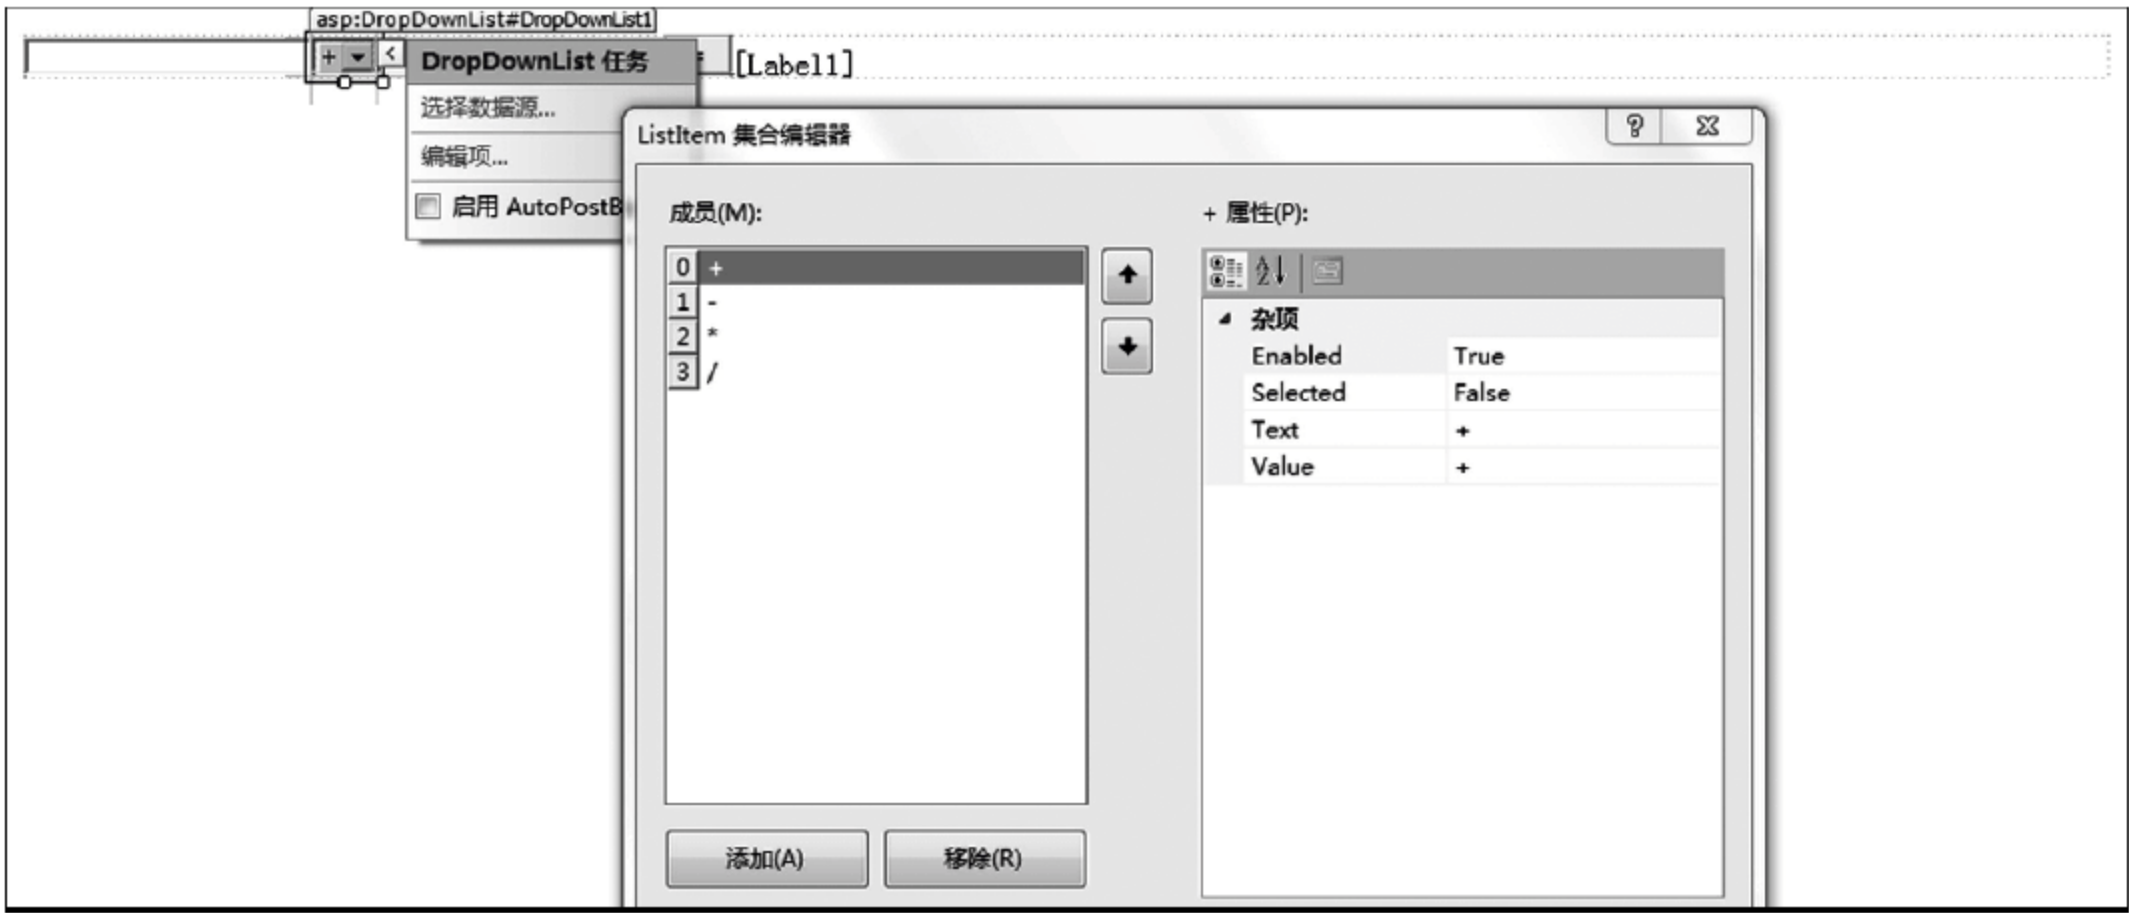 asp:DropDownList#DropDownList1
+
<
DropDownList 任务
[Label1]
选择数据源...
编辑项...
启用 AutoPostB
ListItem 集合编辑器
成员(M):
+ 属性(P):
0 +
1 -
2 *
3 /
杂项
Enabled True
Selected False
Text +
Value +
添加(A)
移除(R)